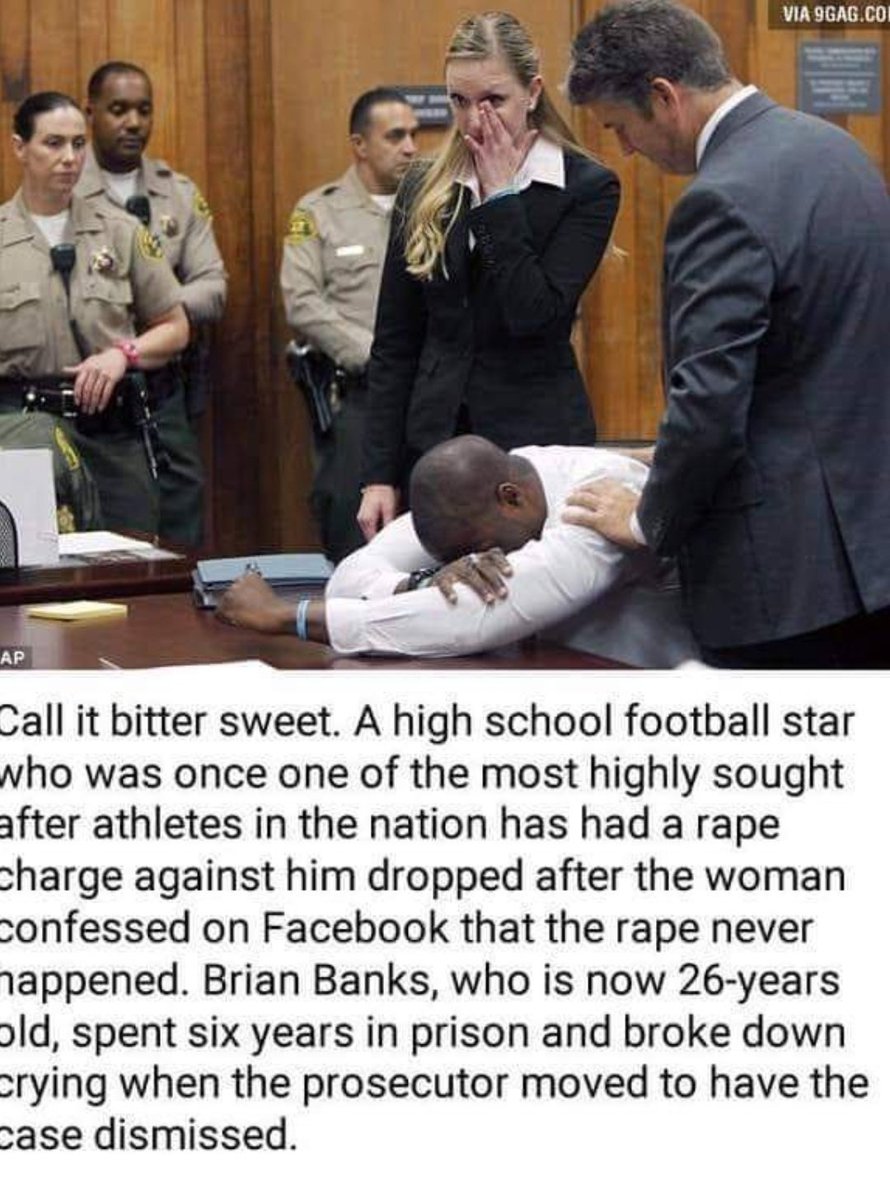 VIA 9GAG.COM
AP
Call it bitter sweet. A high school football star
who was once one of the most highly sought
after athletes in the nation has had a rape
charge against him dropped after the woman
confessed on Facebook that the rape never
happened. Brian Banks, who is now 26-years
old, spent six years in prison and broke down
crying when the prosecutor moved to have the
case dismissed.